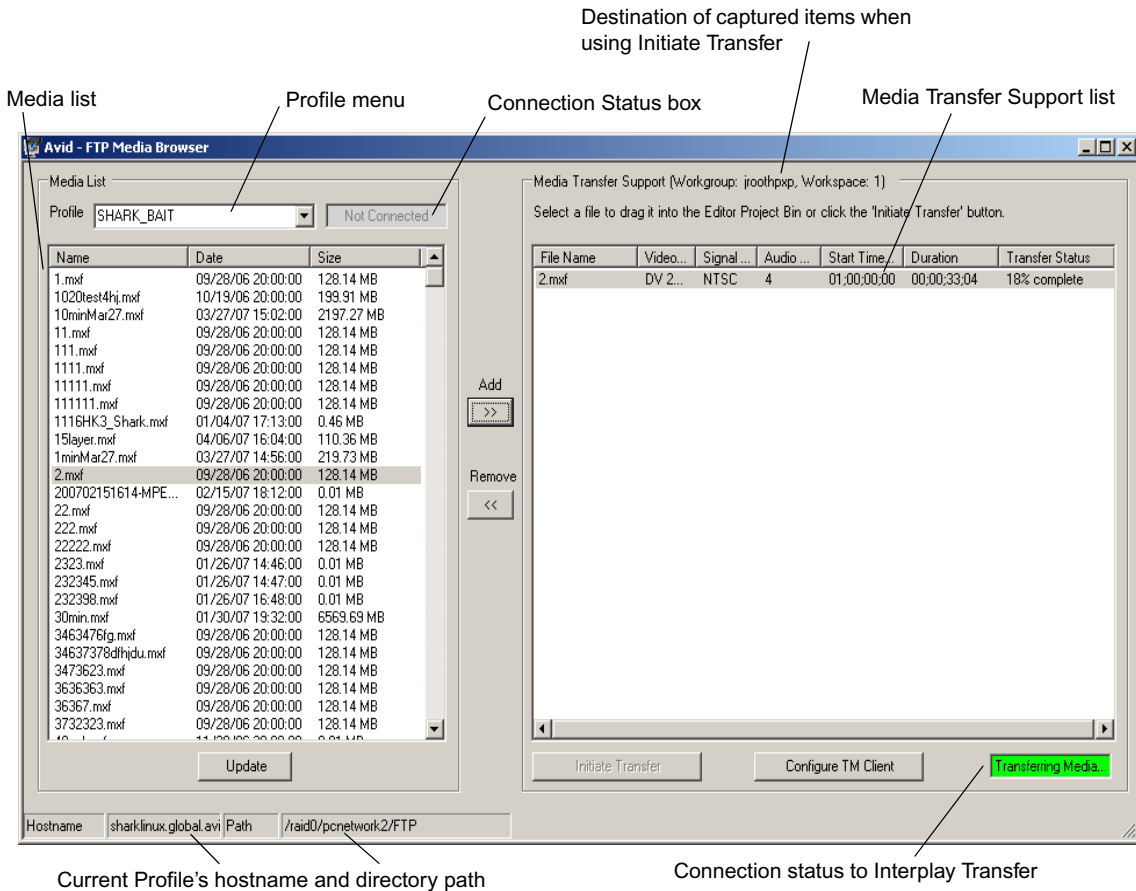 Destination of captured items when
using Initiate Transfer
Media list
Profile menu
Connection Status box
Media Transfer Support list
Avid - FTP Media Browser
Media List
Profile SHARK_BAIT Not Connected
Name Date Size
1.mxf 09/28/06 20:00:00 128.14 MB
1020test4hj.mxf 10/19/06 20:00:00 199.91 MB
10minMar27.mxf 03/27/07 15:02:00 2197.27 MB
11.mxf 09/28/06 20:00:00 128.14 MB
111.mxf 09/28/06 20:00:00 128.14 MB
1111.mxf 09/28/06 20:00:00 128.14 MB
11111.mxf 09/28/06 20:00:00 128.14 MB
111111.mxf 09/28/06 20:00:00 128.14 MB
1116HK3_Shark.mxf 01/04/07 17:13:00 0.46 MB
15layer.mxf 04/06/07 16:04:00 110.36 MB
1minMar27.mxf 03/27/07 14:56:00 219.73 MB
2.mxf 09/28/06 20:00:00 128.14 MB
200702151614-MPE... 02/15/07 18:12:00 0.01 MB
22.mxf 09/28/06 20:00:00 128.14 MB
222.mxf 09/28/06 20:00:00 128.14 MB
22222.mxf 09/28/06 20:00:00 128.14 MB
2323.mxf 01/26/07 14:46:00 0.01 MB
232345.mxf 01/26/07 14:47:00 0.01 MB
232398.mxf 01/26/07 16:48:00 0.01 MB
30min.mxf 01/30/07 19:32:00 6569.69 MB
3463476fg.mxf 09/28/06 20:00:00 128.14 MB
34637378dfhjdu.mxf 09/28/06 20:00:00 128.14 MB
3473623.mxf 09/28/06 20:00:00 128.14 MB
3636363.mxf 09/28/06 20:00:00 128.14 MB
36367.mxf 09/28/06 20:00:00 128.14 MB
3732323.mxf 09/28/06 20:00:00 128.14 MB
Update
Add
>>
Remove
<<
Media Transfer Support (Workgroup: jroothpxp, Workspace: 1)
Select a file to drag it into the Editor Project Bin or click the 'Initiate Transfer' button.
File Name Video... Signal ... Audio ... Start Time... Duration Transfer Status
2.mxf DV 2... NTSC 4 01;00;00;00 00;00;33;04 18% complete
Initiate Transfer Configure TM Client Transferring Media...
Hostname sharklinux.global.avi Path /raid0/pcnetwork2/FTP
Current Profile's hostname and directory path
Connection status to Interplay Transfer